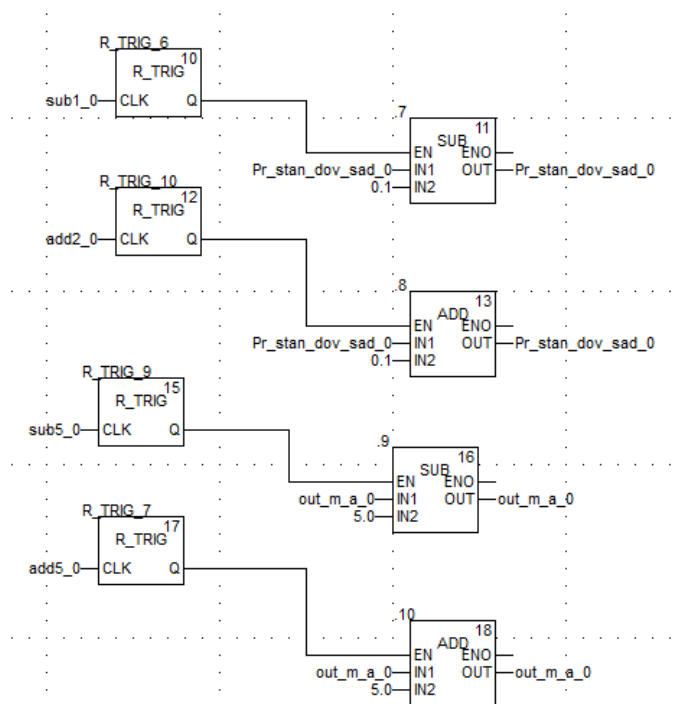 R_TRIG_6
10
R_TRIG
sub1_0 CLK Q
.7
11
SUB
EN ENO
Pr_stan_dov_sad_0 IN1 OUT Pr_stan_dov_sad_0
0.1 IN2
R_TRIG_10
12
R_TRIG
add2_0 CLK Q
.8
13
ADD
EN ENO
Pr_stan_dov_sad_0 IN1 OUT Pr_stan_dov_sad_0
0.1 IN2
R_TRIG_9
15
R_TRIG
sub5_0 CLK Q
.9
16
SUB
EN ENO
out_m_a_0 IN1 OUT out_m_a_0
5.0 IN2
R_TRIG_7
17
R_TRIG
add5_0 CLK Q
.10
18
ADD
EN ENO
out_m_a_0 IN1 OUT out_m_a_0
5.0 IN2